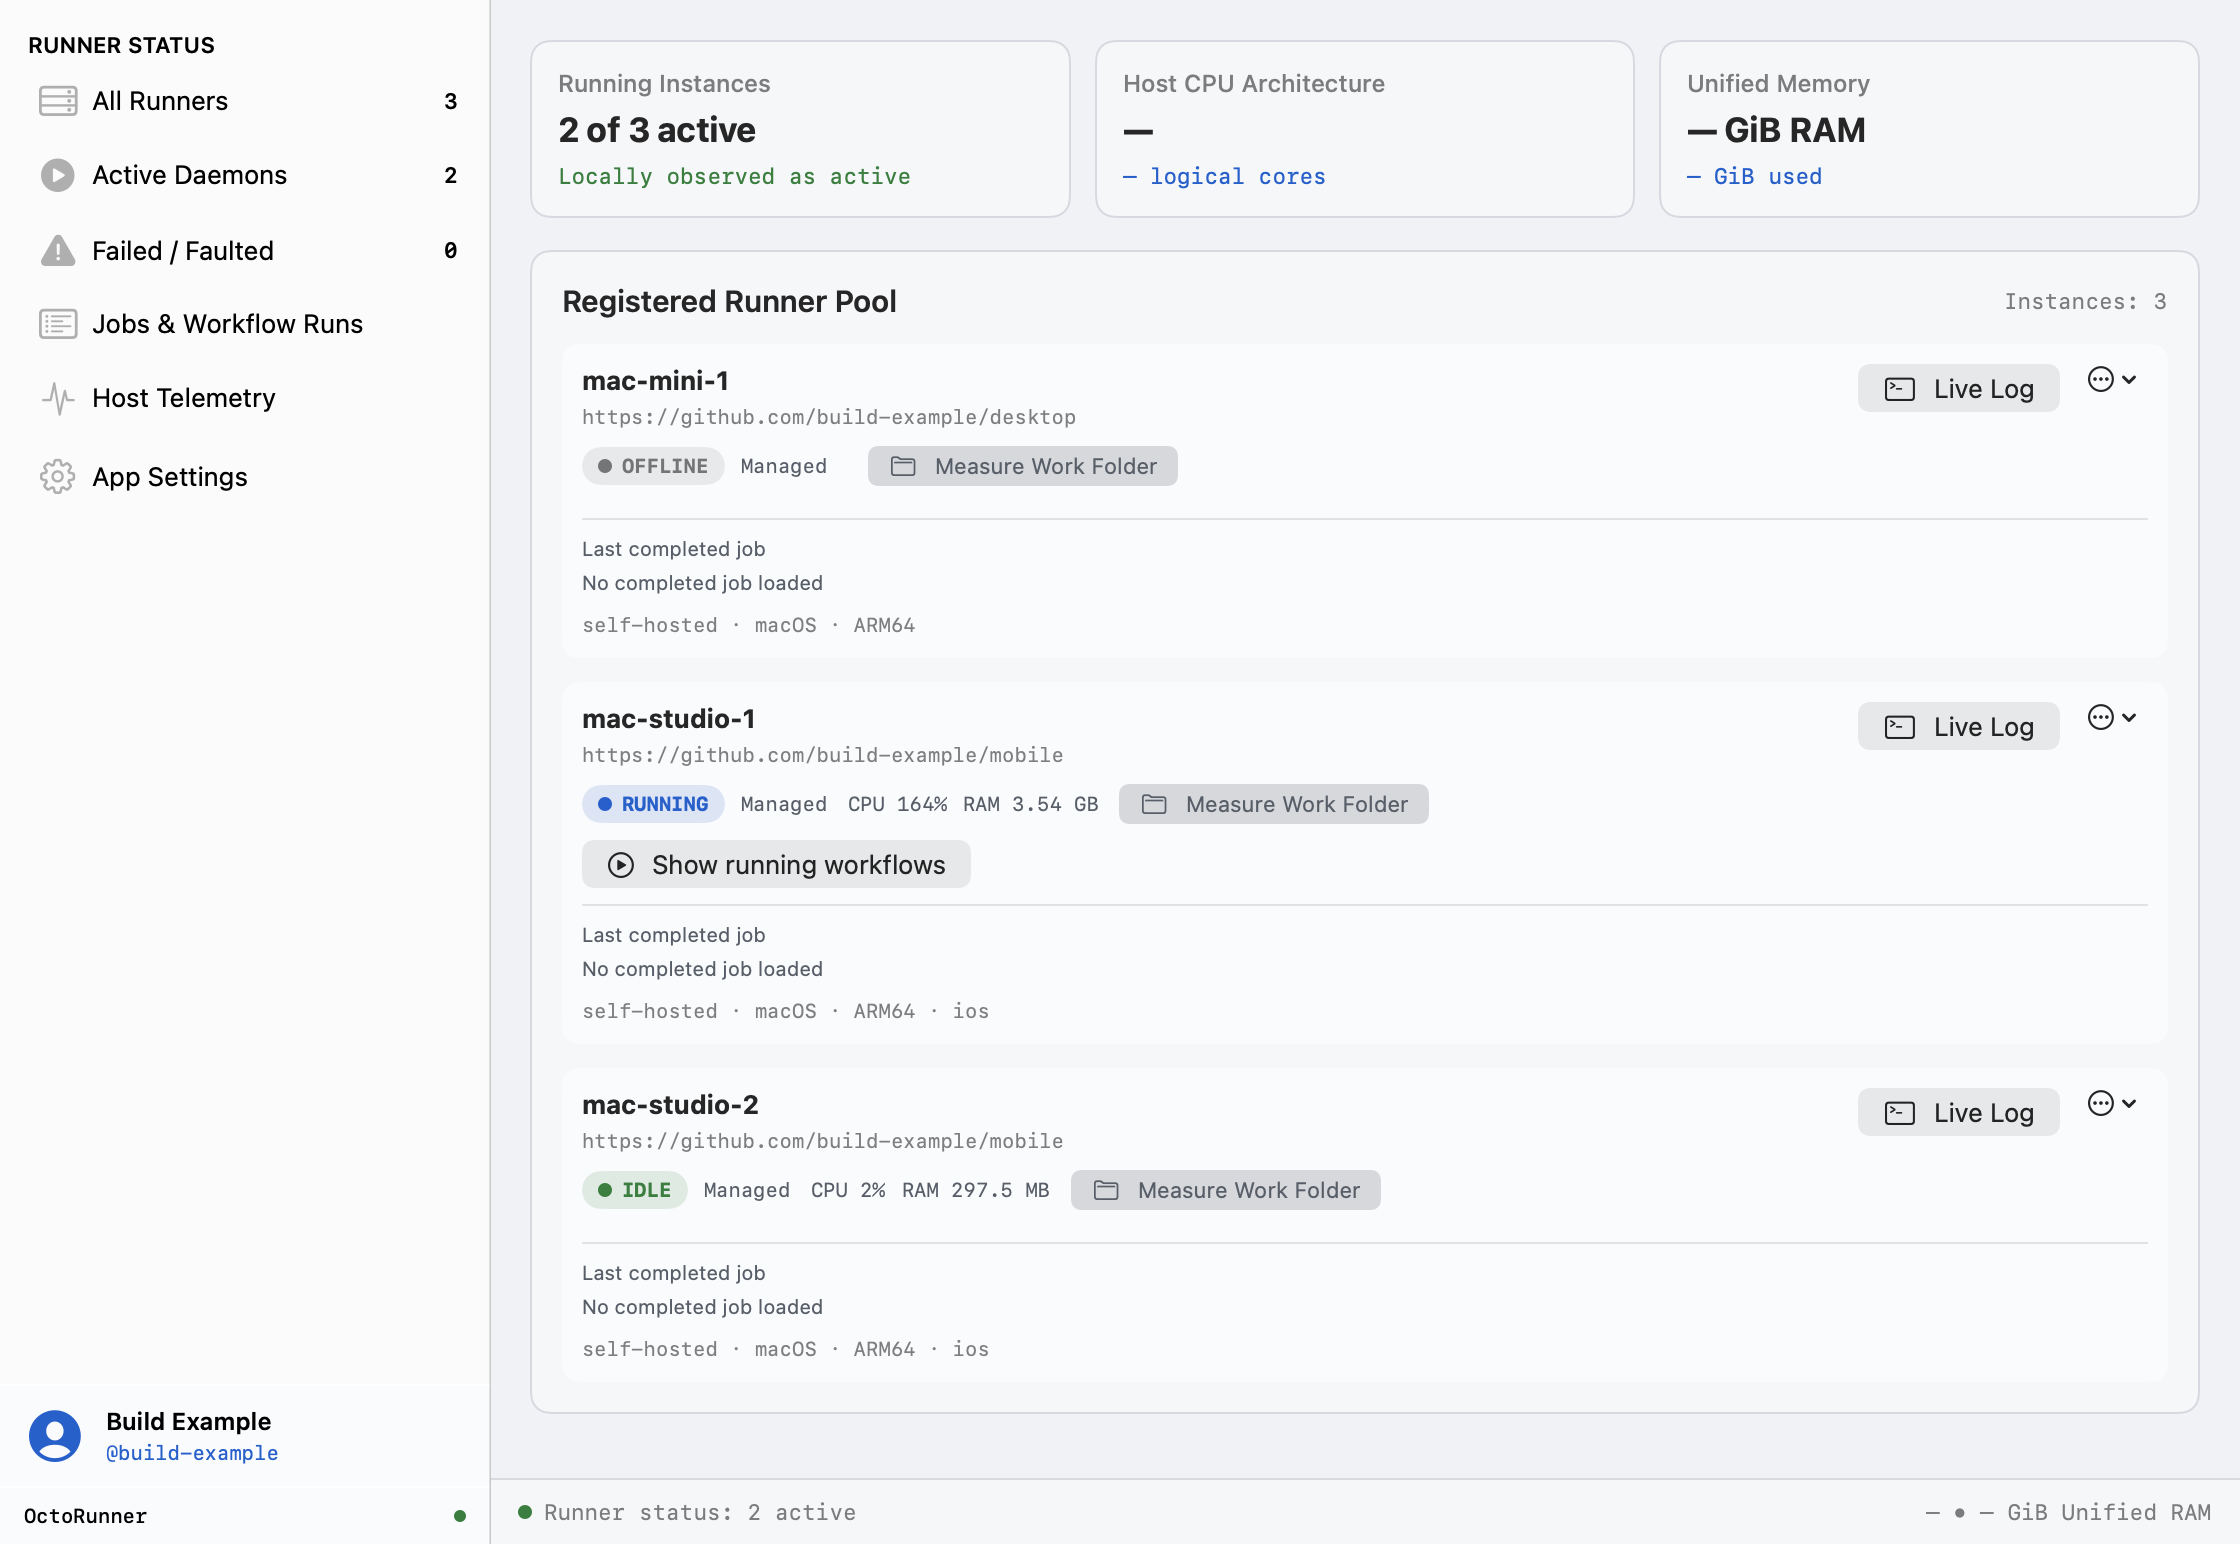 RUNNER STATUS
All Runners 3
Active Daemons 2
Failed / Faulted 0
Jobs & Workflow Runs
Host Telemetry
App Settings
Build Example
@build-example
OctoRunner
Running Instances
2 of 3 active
Locally observed as active
Host CPU Architecture
—
— logical cores
Unified Memory
— GiB RAM
— GiB used
Registered Runner Pool
Instances: 3
mac-mini-1
Live Log
https://github.com/build-example/desktop
OFFLINE Managed Measure Work Folder
Last completed job
No completed job loaded
self-hosted · macOS · ARM64
mac-studio-1
Live Log
https://github.com/build-example/mobile
RUNNING Managed CPU 164% RAM 3.54 GB Measure Work Folder
Show running workflows
Last completed job
No completed job loaded
self-hosted · macOS · ARM64 · ios
mac-studio-2
Live Log
https://github.com/build-example/mobile
IDLE Managed CPU 2% RAM 297.5 MB Measure Work Folder
Last completed job
No completed job loaded
self-hosted · macOS · ARM64 · ios
Runner status: 2 active
— • — GiB Unified RAM